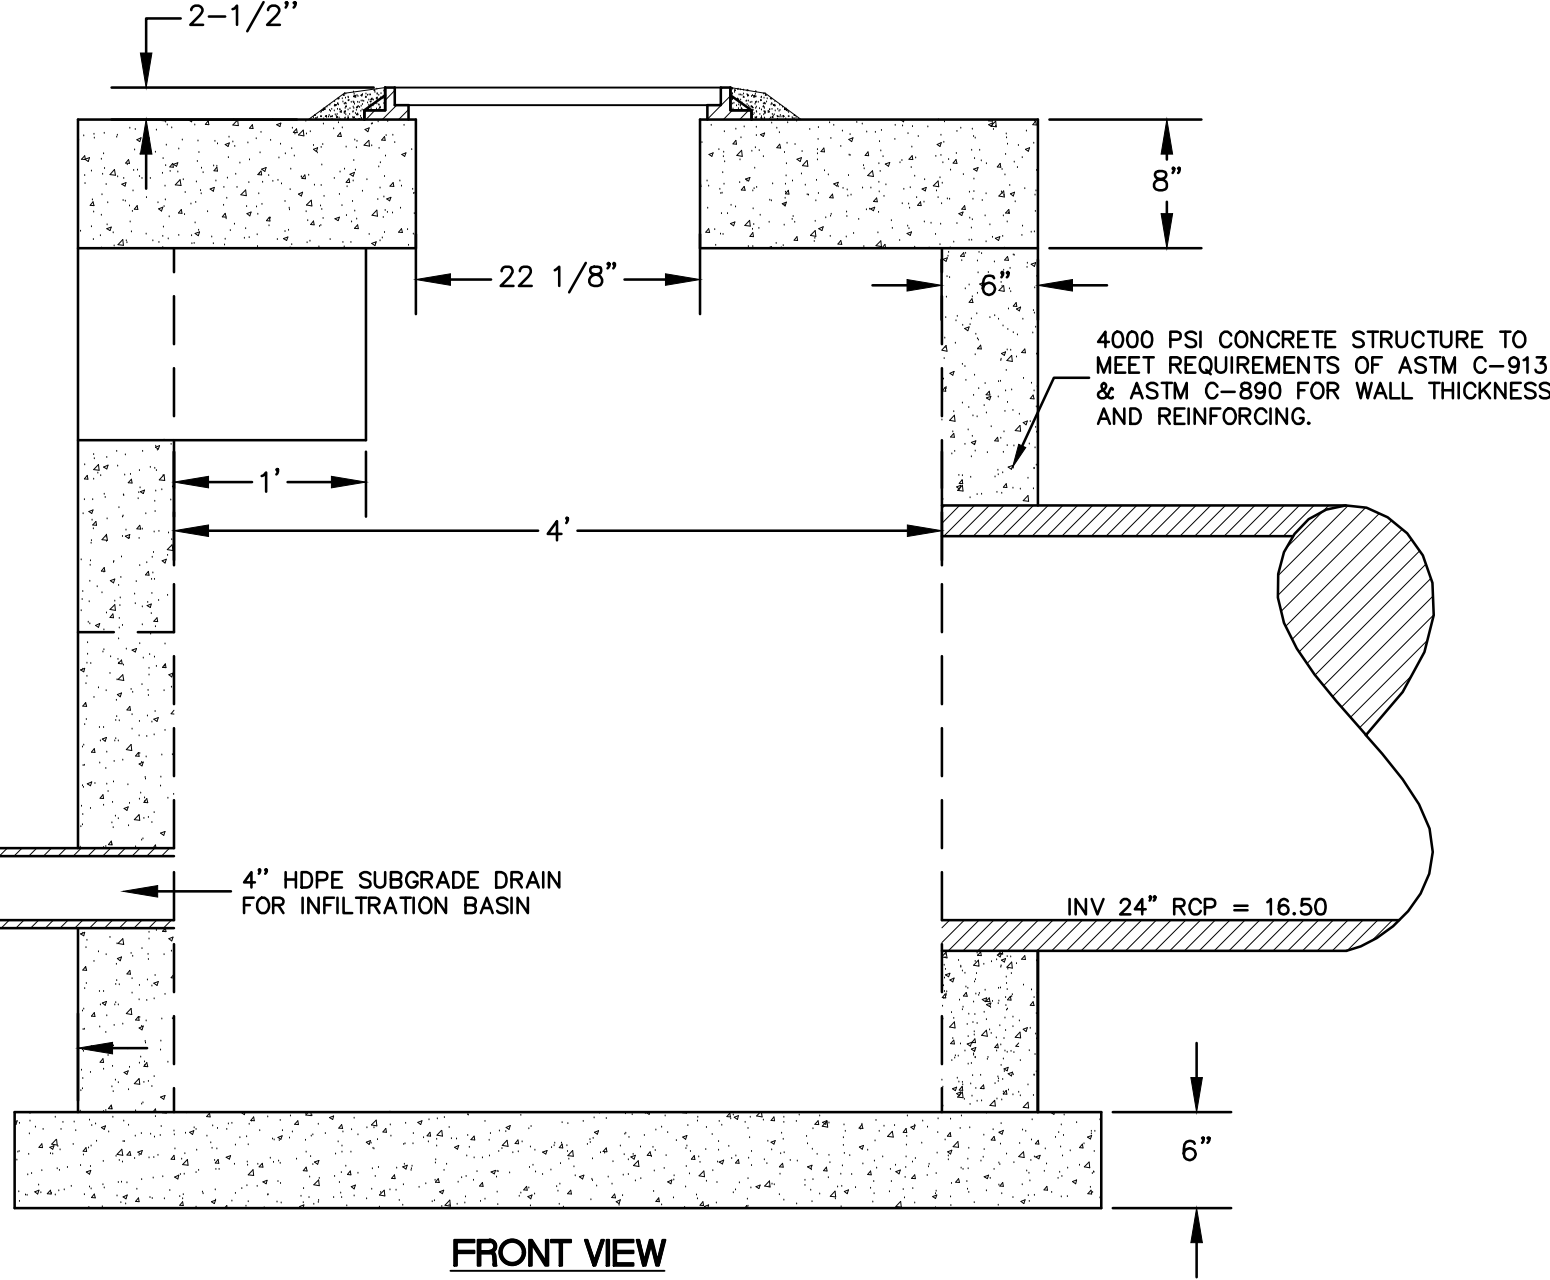 2-1/2"
8"
22 1/8"
6"
4000 PSI CONCRETE STRUCTURE TO
MEET REQUIREMENTS OF ASTM C-913
& ASTM C-890 FOR WALL THICKNESS
AND REINFORCING.
1'
4'
4" HDPE SUBGRADE DRAIN
FOR INFILTRATION BASIN
INV 24" RCP = 16.50
6"
FRONT VIEW